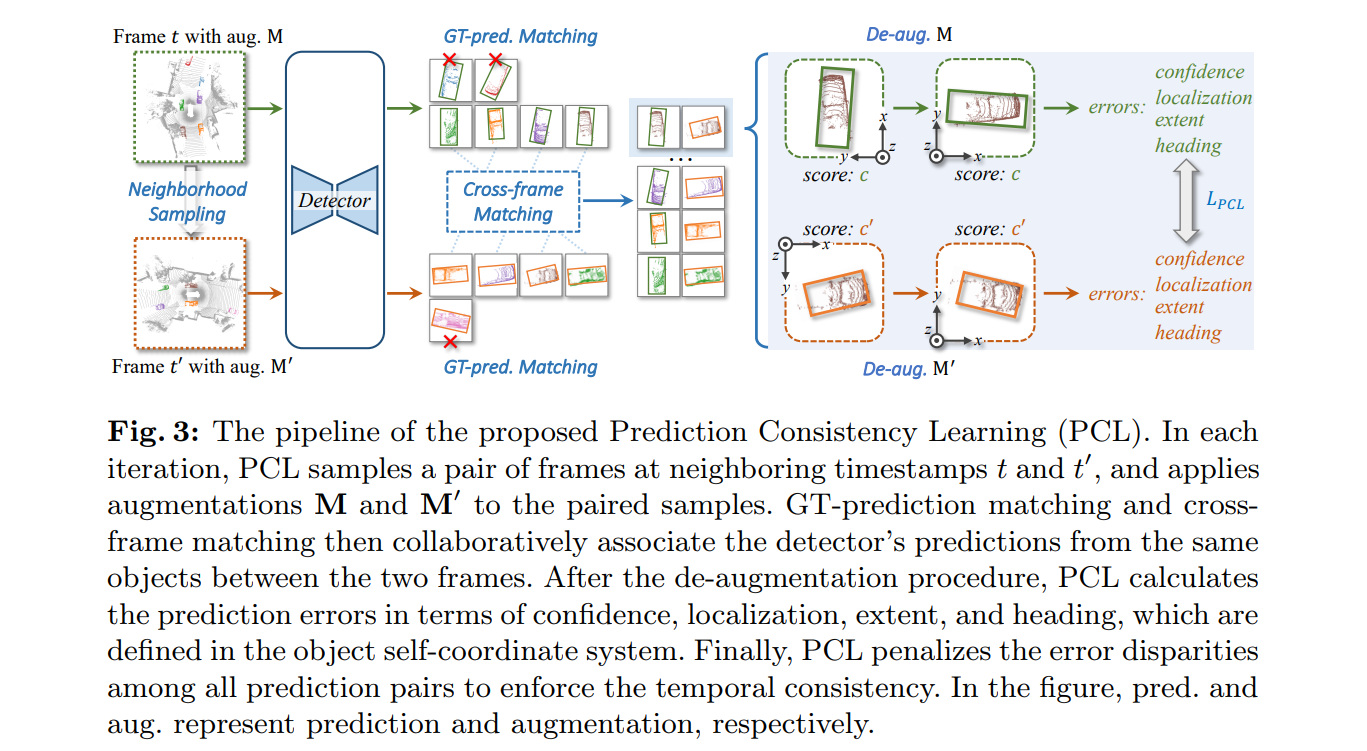 Frame t with aug. M
GT-pred. Matching
De-aug. M
Neighborhood
Sampling
Detector
Cross-frame
Matching
...
x
y
z
score: c
y
z
x
score: c
errors:
confidence
localization
extent
heading
L_PCL
score: c′
x
z
y
score: c′
y
z
x
errors:
confidence
localization
extent
heading
Frame t′ with aug. M′
GT-pred. Matching
De-aug. M′
Fig. 3: The pipeline of the proposed Prediction Consistency Learning (PCL). In each
iteration, PCL samples a pair of frames at neighboring timestamps t and t′, and applies
augmentations M and M′ to the paired samples. GT-prediction matching and cross-
frame matching then collaboratively associate the detector's predictions from the same
objects between the two frames. After the de-augmentation procedure, PCL calculates
the prediction errors in terms of confidence, localization, extent, and heading, which are
defined in the object self-coordinate system. Finally, PCL penalizes the error disparities
among all prediction pairs to enforce the temporal consistency. In the figure, pred. and
aug. represent prediction and augmentation, respectively.